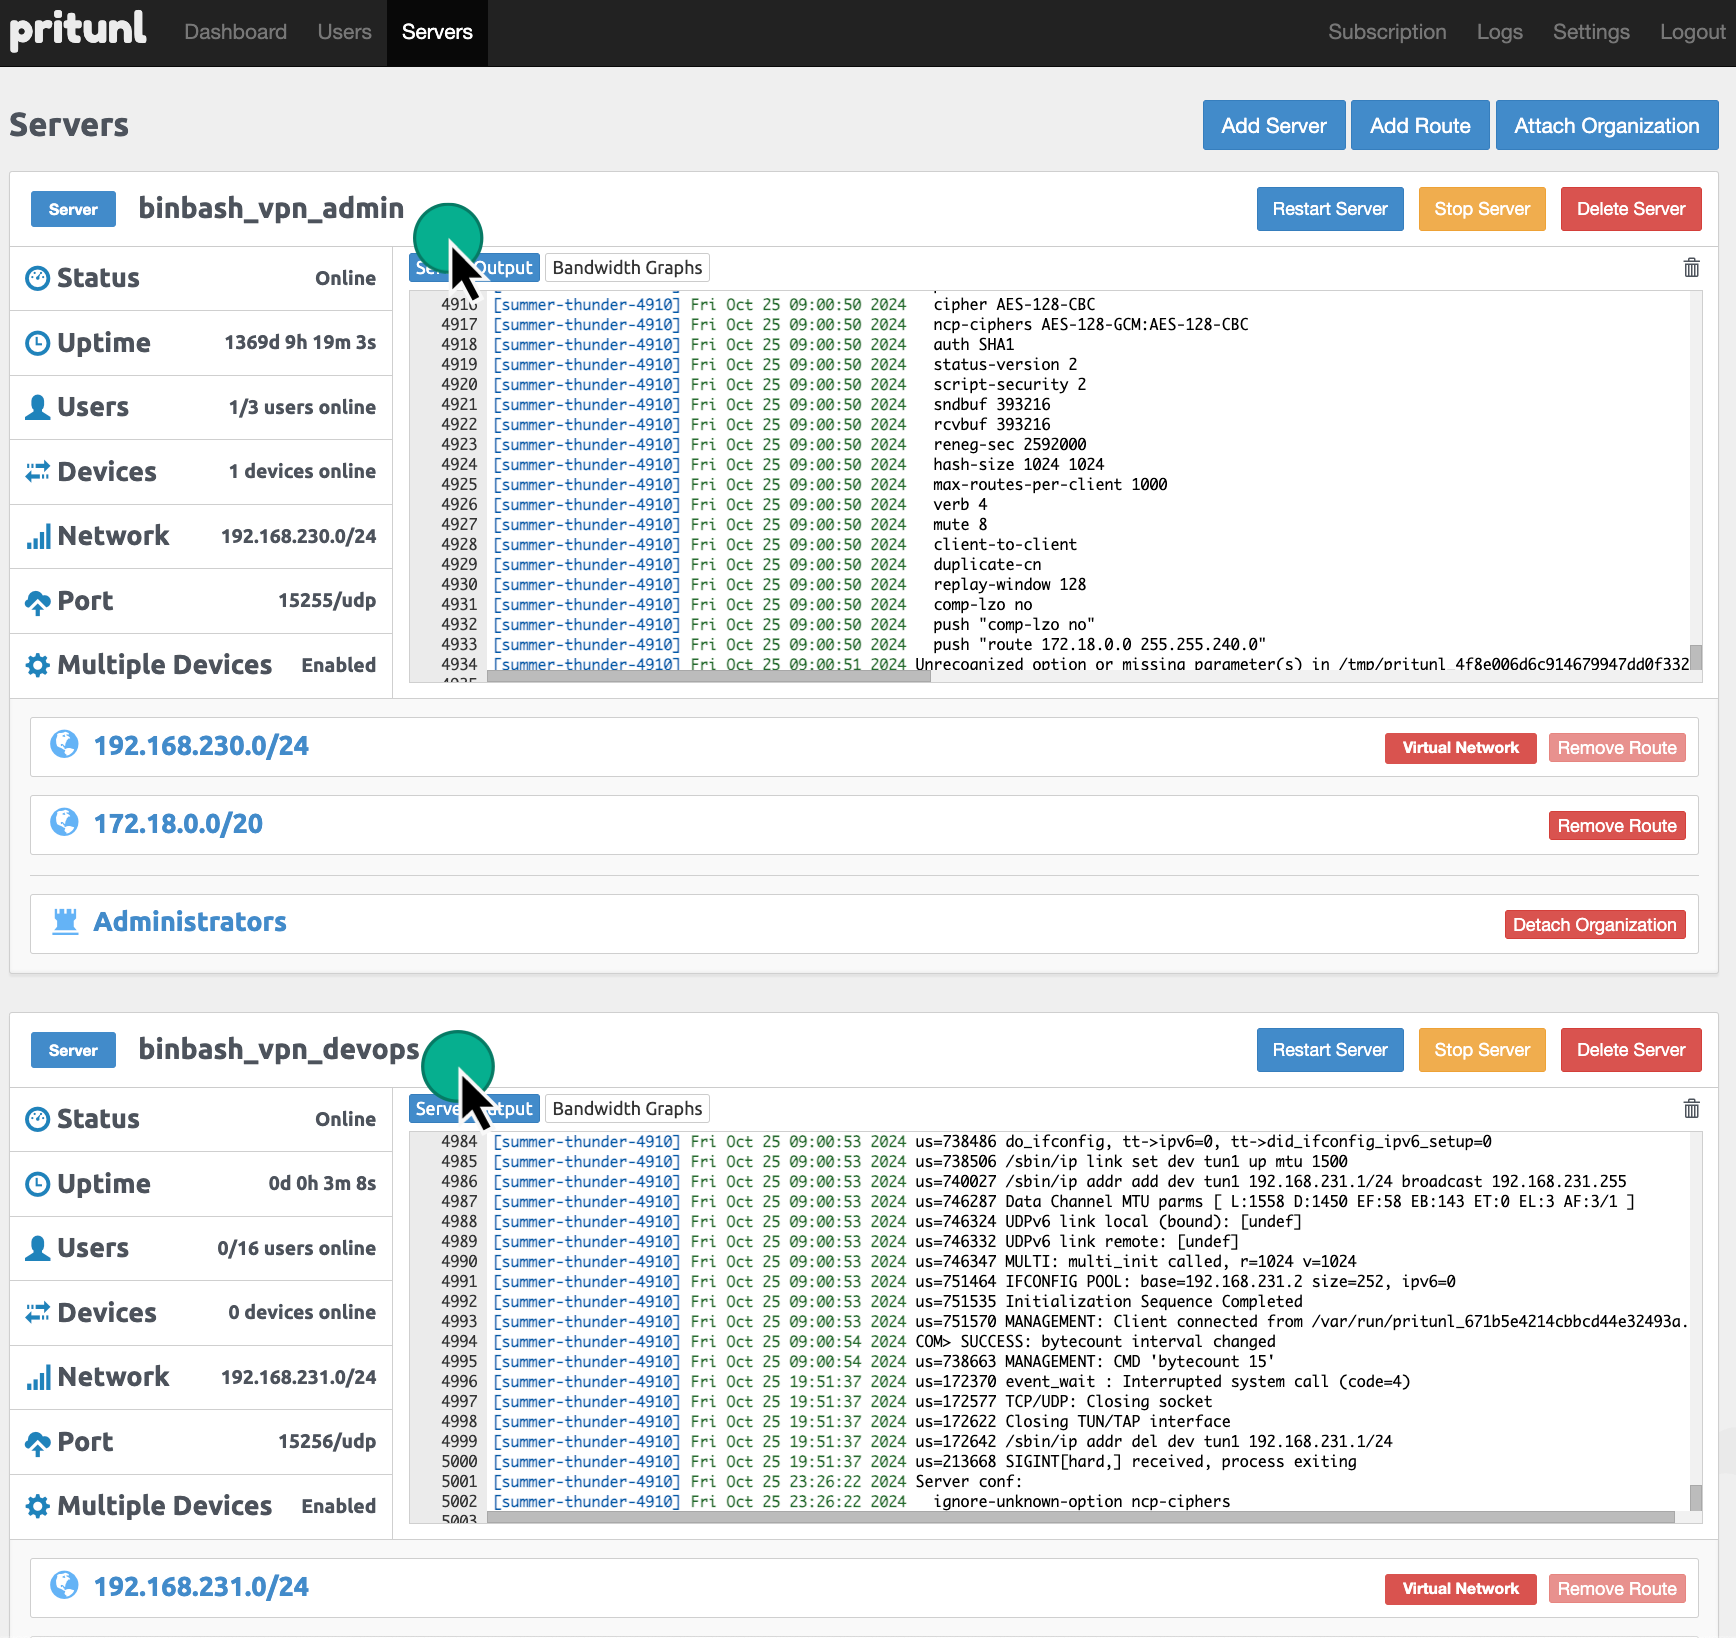 pritunl Dashboard Users Servers Subscription Logs Settings Logout
Servers Add Server Add Route Attach Organization
Server binbash_vpn_admin Restart Server Stop Server Delete Server
Output Bandwidth Graphs
Status Online
Uptime 1369d 9h 19m 3s
Users 1/3 users online
Devices 1 devices online
Network 192.168.230.0/24
Port 15255/udp
Multiple Devices Enabled
4916 [summer-thunder-4910] Fri Oct 25 09:00:50 2024 cipher AES-128-CBC
4917 [summer-thunder-4910] Fri Oct 25 09:00:50 2024 ncp-ciphers AES-128-GCM:AES-128-CBC
4918 [summer-thunder-4910] Fri Oct 25 09:00:50 2024 auth SHA1
4919 [summer-thunder-4910] Fri Oct 25 09:00:50 2024 status-version 2
4920 [summer-thunder-4910] Fri Oct 25 09:00:50 2024 script-security 2
4921 [summer-thunder-4910] Fri Oct 25 09:00:50 2024 sndbuf 393216
4922 [summer-thunder-4910] Fri Oct 25 09:00:50 2024 rcvbuf 393216
4923 [summer-thunder-4910] Fri Oct 25 09:00:50 2024 reneg-sec 2592000
4924 [summer-thunder-4910] Fri Oct 25 09:00:50 2024 hash-size 1024 1024
4925 [summer-thunder-4910] Fri Oct 25 09:00:50 2024 max-routes-per-client 1000
4926 [summer-thunder-4910] Fri Oct 25 09:00:50 2024 verb 4
4927 [summer-thunder-4910] Fri Oct 25 09:00:50 2024 mute 8
4928 [summer-thunder-4910] Fri Oct 25 09:00:50 2024 client-to-client
4929 [summer-thunder-4910] Fri Oct 25 09:00:50 2024 duplicate-cn
4930 [summer-thunder-4910] Fri Oct 25 09:00:50 2024 replay-window 128
4931 [summer-thunder-4910] Fri Oct 25 09:00:50 2024 comp-lzo no
4932 [summer-thunder-4910] Fri Oct 25 09:00:50 2024 push "comp-lzo no"
4933 [summer-thunder-4910] Fri Oct 25 09:00:50 2024 push "route 172.18.0.0 255.255.240.0"
4934 [summer-thunder-4910] Fri Oct 25 09:00:51 2024 Unrecognized option or missing parameter(s) in /tmp/pritunl_4f8e006d6c914679947dd0f332
4935
192.168.230.0/24 Virtual Network Remove Route
172.18.0.0/20 Remove Route
Administrators Detach Organization
Server binbash_vpn_devops Restart Server Stop Server Delete Server
Bandwidth Graphs
Status Online
Uptime 0d 0h 3m 8s
Users 0/16 users online
Devices 0 devices online
Network 192.168.231.0/24
Port 15256/udp
Multiple Devices Enabled
4984 [summer-thunder-4910] Fri Oct 25 09:00:53 2024 us=738486 do_ifconfig, tt->ipv6=0, tt->did_ifconfig_ipv6_setup=0
4985 [summer-thunder-4910] Fri Oct 25 09:00:53 2024 us=738506 /sbin/ip link set dev tun1 up mtu 1500
4986 [summer-thunder-4910] Fri Oct 25 09:00:53 2024 us=740027 /sbin/ip addr add dev tun1 192.168.231.1/24 broadcast 192.168.231.255
4987 [summer-thunder-4910] Fri Oct 25 09:00:53 2024 us=746287 Data Channel MTU parms [ L:1558 D:1450 EF:58 EB:143 ET:0 EL:3 AF:3/1 ]
4988 [summer-thunder-4910] Fri Oct 25 09:00:53 2024 us=746324 UDPv6 link local (bound): [undef]
4989 [summer-thunder-4910] Fri Oct 25 09:00:53 2024 us=746332 UDPv6 link remote: [undef]
4990 [summer-thunder-4910] Fri Oct 25 09:00:53 2024 us=746347 MULTI: multi_init called, r=1024 v=1024
4991 [summer-thunder-4910] Fri Oct 25 09:00:53 2024 us=751464 IFCONFIG POOL: base=192.168.231.2 size=252, ipv6=0
4992 [summer-thunder-4910] Fri Oct 25 09:00:53 2024 us=751535 Initialization Sequence Completed
4993 [summer-thunder-4910] Fri Oct 25 09:00:53 2024 us=751570 MANAGEMENT: Client connected from /var/run/pritunl_671b5e4214cbbcd44e32493a.
4994 [summer-thunder-4910] Fri Oct 25 09:00:54 2024 COM> SUCCESS: bytecount interval changed
4995 [summer-thunder-4910] Fri Oct 25 09:00:54 2024 us=738663 MANAGEMENT: CMD 'bytecount 15'
4996 [summer-thunder-4910] Fri Oct 25 19:51:37 2024 us=172370 event_wait : Interrupted system call (code=4)
4997 [summer-thunder-4910] Fri Oct 25 19:51:37 2024 us=172577 TCP/UDP: Closing socket
4998 [summer-thunder-4910] Fri Oct 25 19:51:37 2024 us=172622 Closing TUN/TAP interface
4999 [summer-thunder-4910] Fri Oct 25 19:51:37 2024 us=172642 /sbin/ip addr del dev tun1 192.168.231.1/24
5000 [summer-thunder-4910] Fri Oct 25 19:51:37 2024 us=213668 SIGINT[hard,] received, process exiting
5001 [summer-thunder-4910] Fri Oct 25 23:26:22 2024 Server conf:
5002 [summer-thunder-4910] Fri Oct 25 23:26:22 2024 ignore-unknown-option ncp-ciphers
5003
192.168.231.0/24 Virtual Network Remove Route